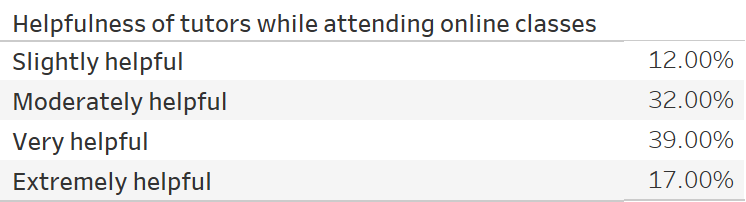 Helpfulness of tutors while attending online classes
Slightly helpful 12.00%
Moderately helpful 32.00%
Very helpful 39.00%
Extremely helpful 17.00%